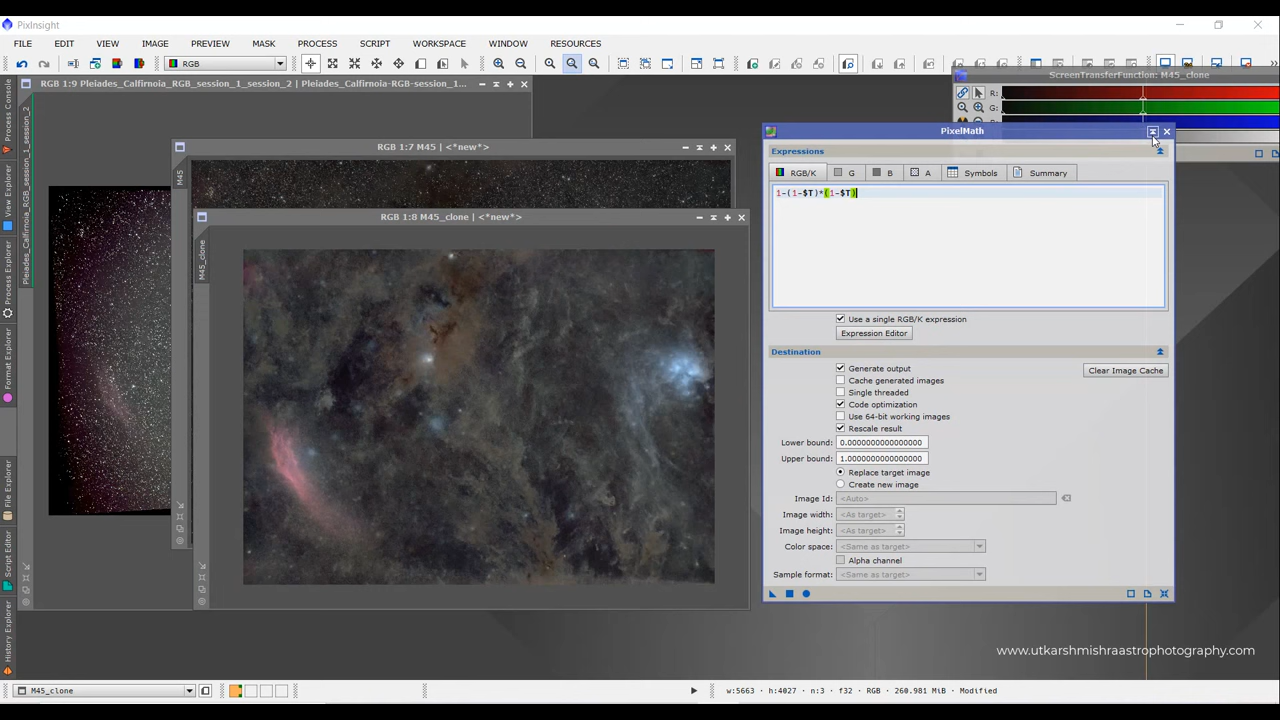 PixInsight
FILE EDIT VIEW IMAGE PREVIEW MASK PROCESS SCRIPT WORKSPACE WINDOW RESOURCES
RGB
RGB 1:9 Pleiades_Calfirnoia_RGB_session_1_session_2 | Pleiades_Calfirnoia-RGB-session_1...
ScreenTransferFunction: M45_clone
R:
G:
RGB 1:7 M45 | <*new*>
M45
RGB 1:8 M45_clone | <*new*>
M45_clone
Pleiades_Calfirnoia_RGB_session_1_session_2
Process Console
View Explorer
Process Explorer
Format Explorer
File Explorer
Script Editor
History Explorer
PixelMath
Expressions
RGB/K G B A Symbols Summary
1-(1-$T)*(1-$T)
Use a single RGB/K expression
Expression Editor
Destination
Generate output
Clear Image Cache
Cache generated images
Single threaded
Code optimization
Use 64-bit working images
Rescale result
Lower bound: 0.0000000000000000
Upper bound: 1.0000000000000000
Replace target image
Create new image
Image Id: <Auto>
Image width: <As target>
Image height: <As target>
Color space: <Same as target>
Alpha channel
Sample format: <Same as target>
www.utkarshmishraastrophotography.com
M45_clone
w:5663 · h:4027 · n:3 · f32 · RGB · 260.981 MiB · Modified